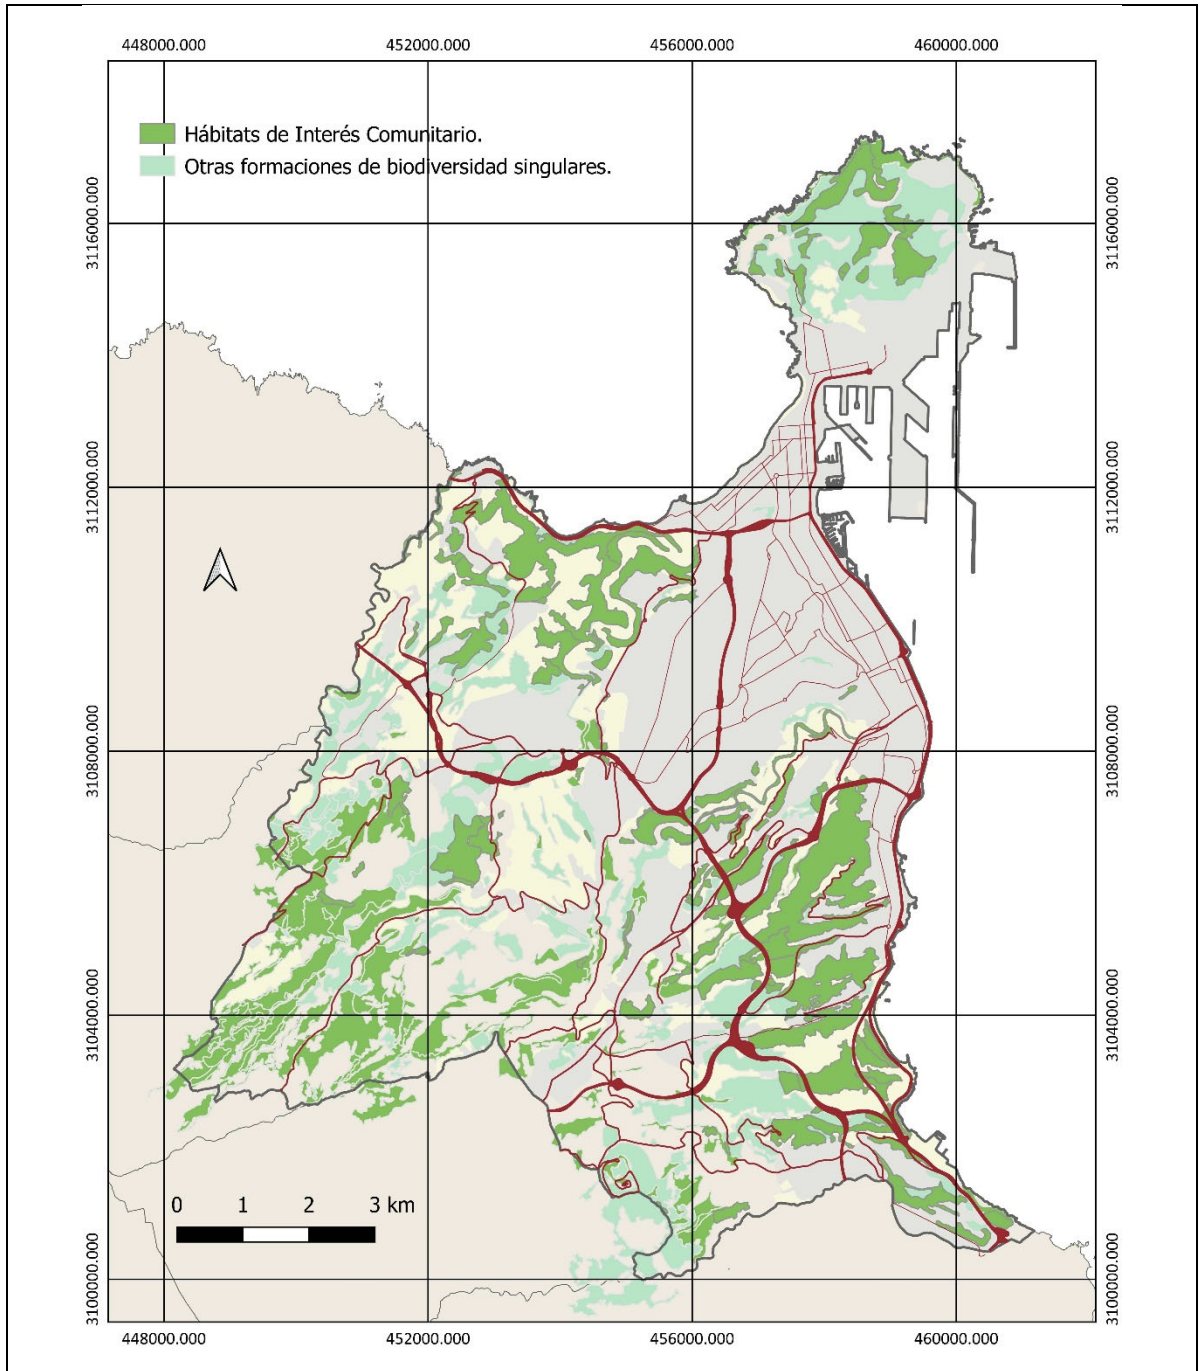 448000.000 452000.000 456000.000 460000.000
Hábitats de Interés Comunitario.
Otras formaciones de biodiversidad singulares.
3116000.000 3116000.000
3112000.000 3112000.000
3108000.000 3108000.000
3104000.000 3104000.000
0 1 2 3 km
3100000.000 3100000.000
448000.000 452000.000 456000.000 460000.000